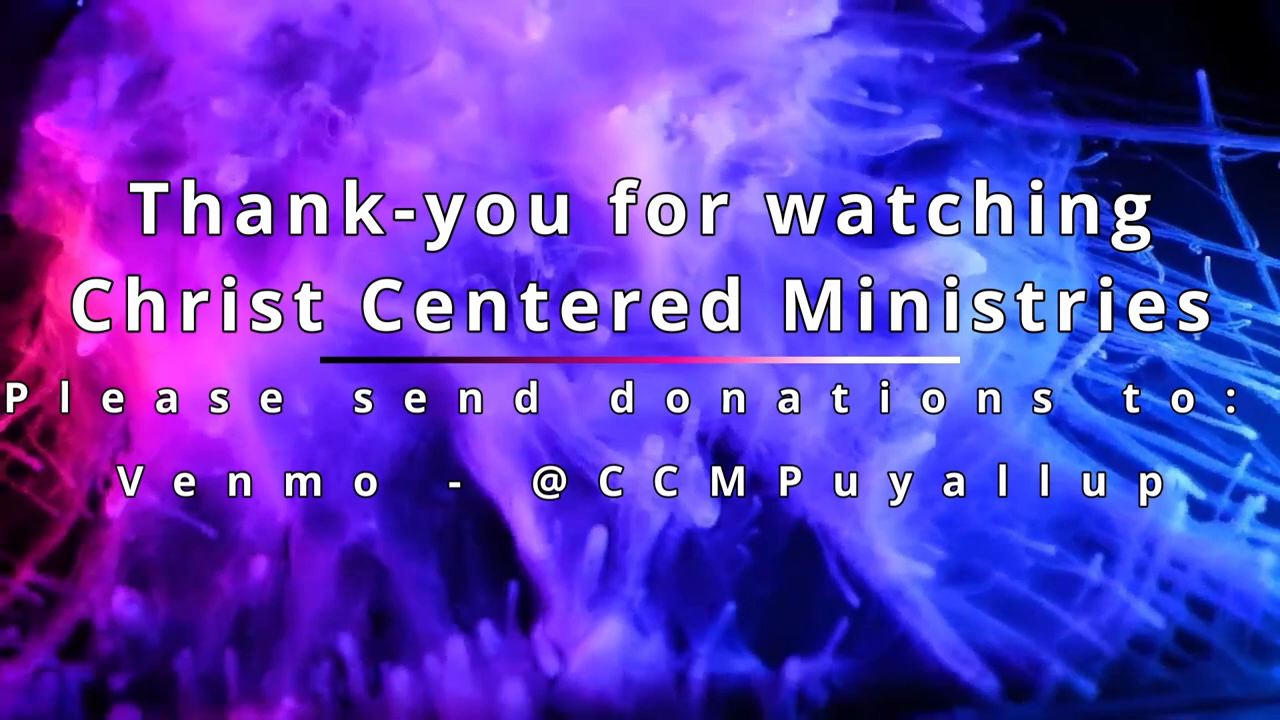 Thank-you for watching
Christ Centered Ministries
Please send donations to:
Venmo - @CCMPuyallup